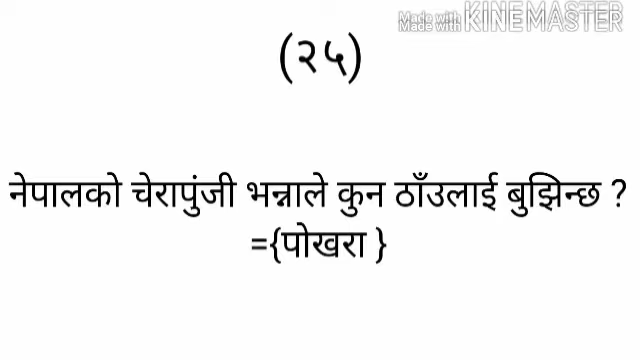 Made with KINEMASTER
(२५)
नेपालको चेरापुंजी भन्नाले कुन ठाँउलाई बुझिन्छ ?
={पोखरा }